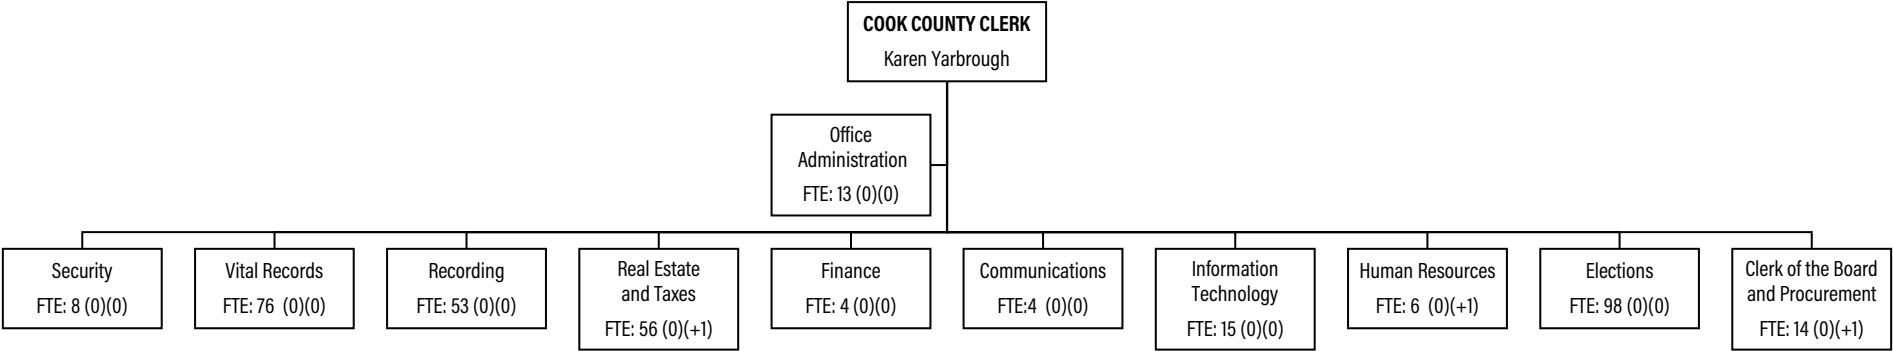 COOK COUNTY CLERK
Karen Yarbrough
Office
Administration
FTE: 13 (0)(0)
Security
FTE: 8 (0)(0)
Vital Records
FTE: 76 (0)(0)
Recording
FTE: 53 (0)(0)
Real Estate
and Taxes
FTE: 56 (0)(+1)
Finance
FTE: 4 (0)(0)
Communications
FTE:4 (0)(0)
Information
Technology
FTE: 15 (0)(0)
Human Resources
FTE: 6 (0)(+1)
Elections
FTE: 98 (0)(0)
Clerk of the Board
and Procurement
FTE: 14 (0)(+1)